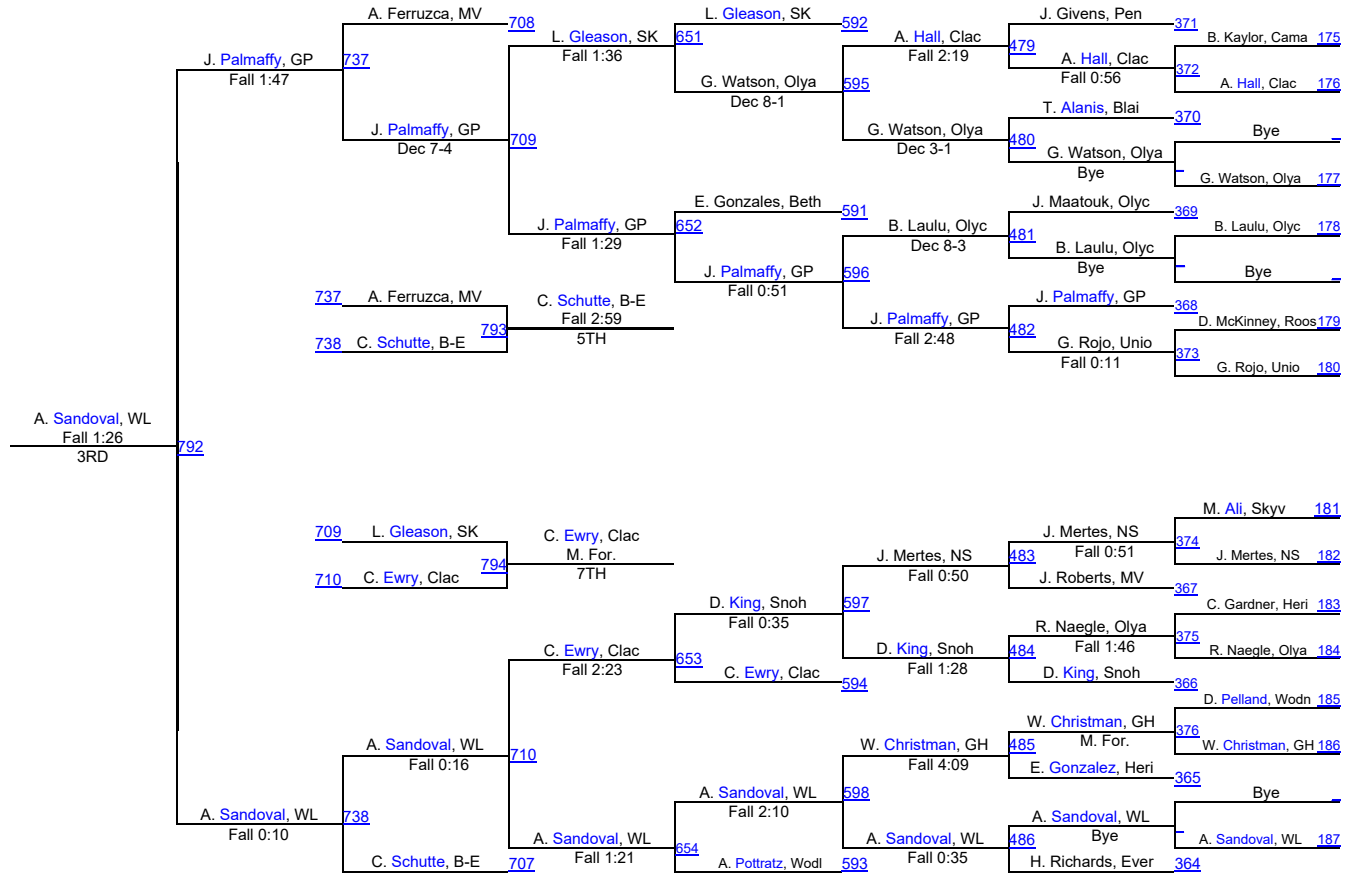 A. Ferruzca, MV 708
J. Palmaffy, GP 737
Fall 1:47
J. Palmaffy, GP 709
Dec 7-4
L. Gleason, SK 651
Fall 1:36
L. Gleason, SK 592
G. Watson, Olya 595
Dec 8-1
A. Hall, Clac 479
Fall 2:19
J. Givens, Pen 371
B. Kaylor, Cama 175
A. Hall, Clac 372
Fall 0:56
A. Hall, Clac 176
T. Alanis, Blai 370
Bye
G. Watson, Olya 480
Dec 3-1
G. Watson, Olya
Bye
G. Watson, Olya 177
J. Palmaffy, GP 652
Fall 1:29
E. Gonzales, Beth 591
J. Palmaffy, GP 596
Fall 0:51
B. Laulu, Olyc 481
Dec 8-3
J. Maatouk, Olyc 369
B. Laulu, Olyc 178
B. Laulu, Olyc
Bye
Bye
J. Palmaffy, GP 482
Fall 2:48
J. Palmaffy, GP 368
D. McKinney, Roos 179
G. Rojo, Unio 373
Fall 0:11
G. Rojo, Unio 180
737 A. Ferruzca, MV
738 C. Schutte, B-E 793
C. Schutte, B-E
Fall 2:59
5TH
A. Sandoval, WL 792
Fall 1:26
3RD
709 L. Gleason, SK
710 C. Ewry, Clac 794
C. Ewry, Clac
M. For.
7TH
M. Ali, Skyv 181
J. Mertes, NS 374
Fall 0:51
J. Mertes, NS 182
J. Mertes, NS 483
Fall 0:50
J. Roberts, MV 367
D. King, Snoh 597
Fall 0:35
C. Gardner, Heri 183
R. Naegle, Olya 375
Fall 1:46
R. Naegle, Olya 184
D. King, Snoh 484
Fall 1:28
D. King, Snoh 366
C. Ewry, Clac 653
Fall 2:23
C. Ewry, Clac 594
D. Pelland, Wodn 185
W. Christman, GH 376
M. For.
W. Christman, GH 186
W. Christman, GH 485
Fall 4:09
E. Gonzalez, Heri 365
A. Sandoval, WL 710
Fall 0:16
A. Sandoval, WL 598
Fall 2:10
Bye
A. Sandoval, WL
Bye
A. Sandoval, WL 187
A. Sandoval, WL 486
Fall 0:35
H. Richards, Ever 364
A. Sandoval, WL 738
Fall 0:10
A. Sandoval, WL 654
Fall 1:21
A. Pottratz, Wodl 593
C. Schutte, B-E 707